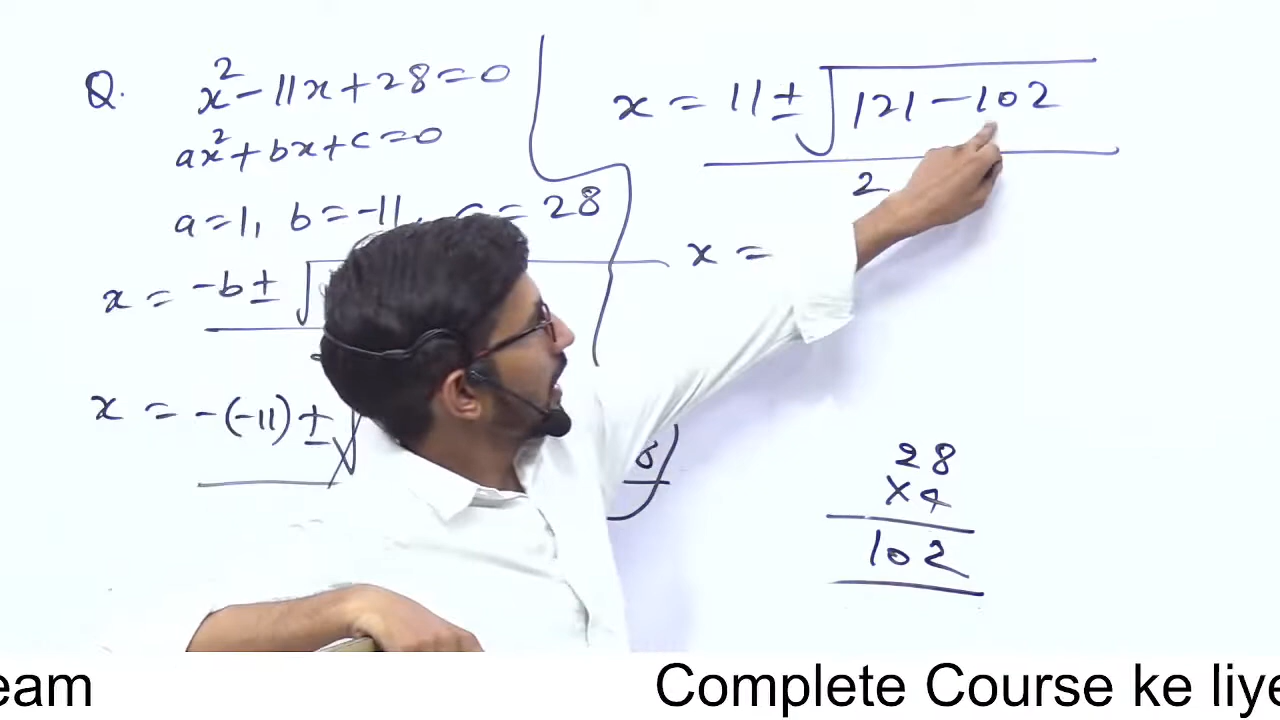 Q. x² - 11x + 28 = 0
ax² + bx + c = 0
a = 1, b = -11, = 28
x = -b ± √
x = -(-11) ± √ 8)
x = 11 ± √121 - 102
2
x =
28
×4
102
eam Complete Course ke liye